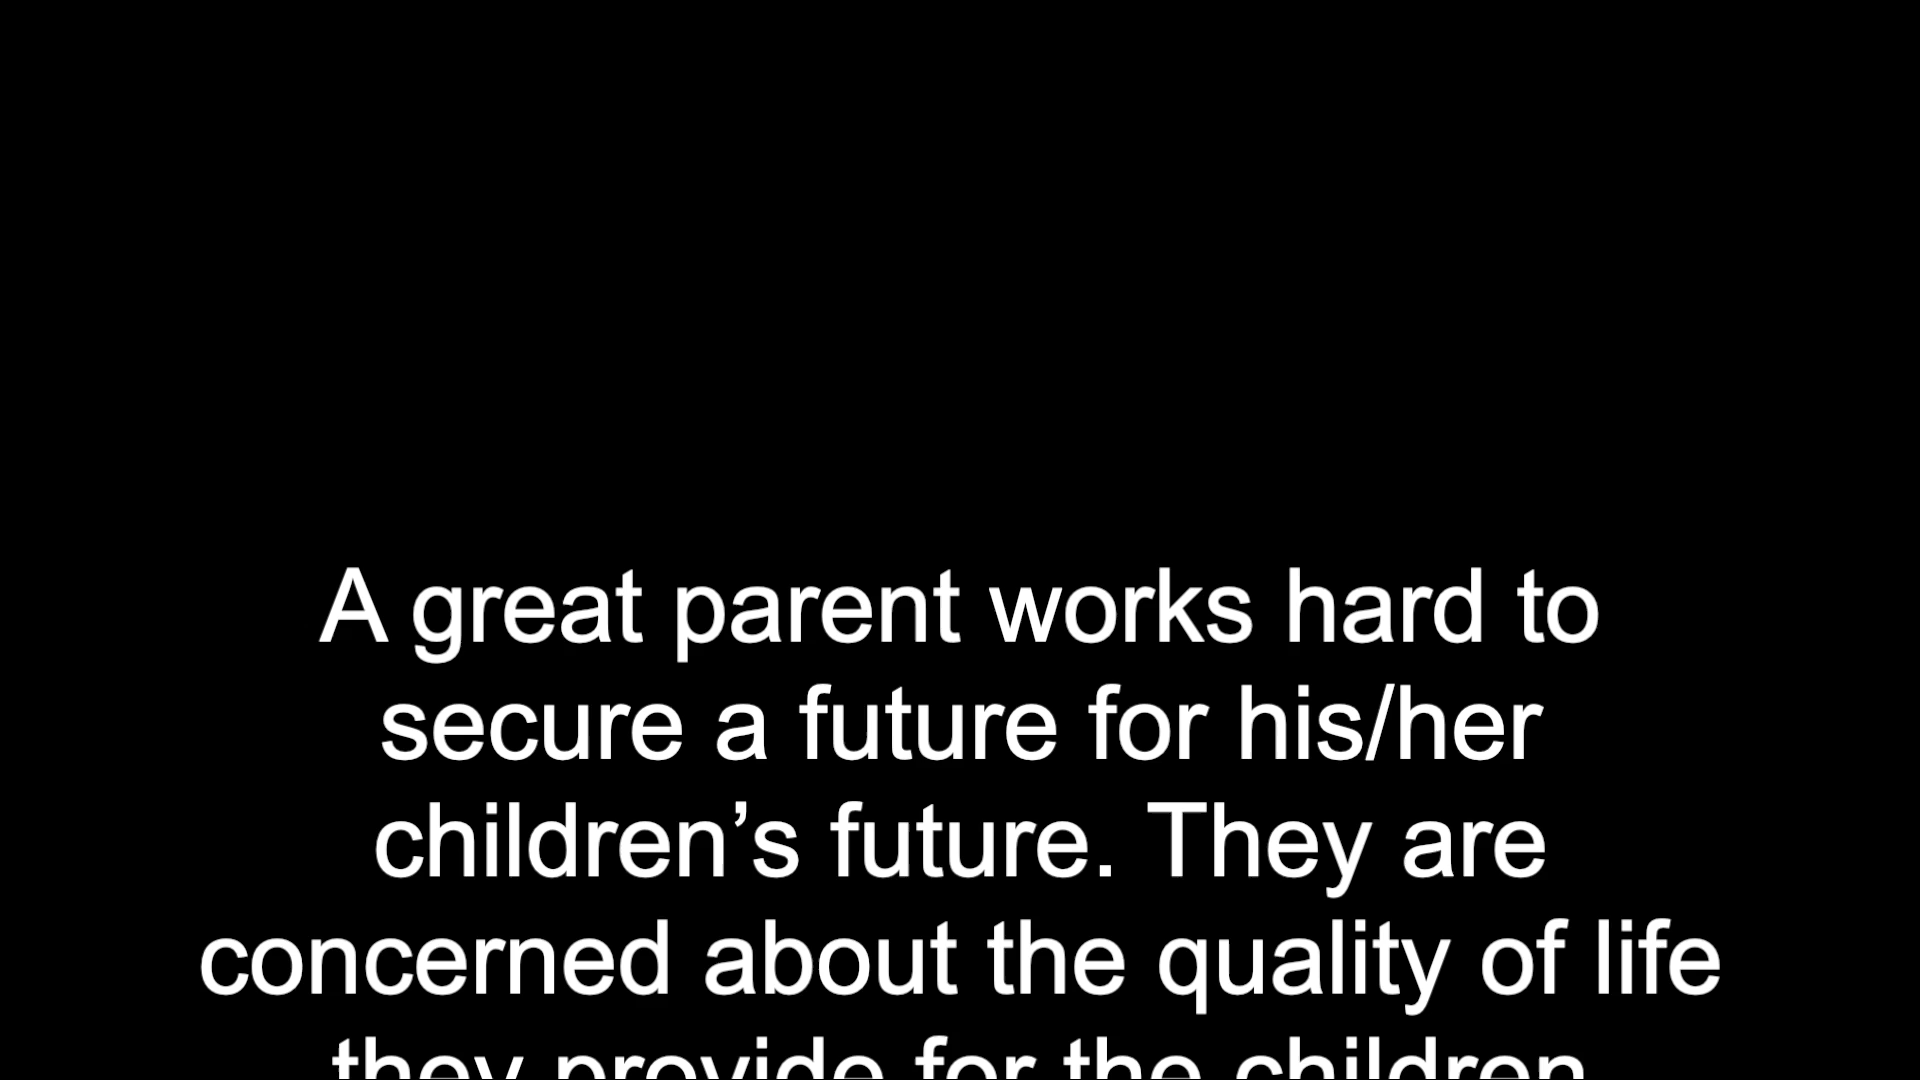 A great parent works hard to
secure a future for his/her
children’s future. They are
concerned about the quality of life
they provide for the children